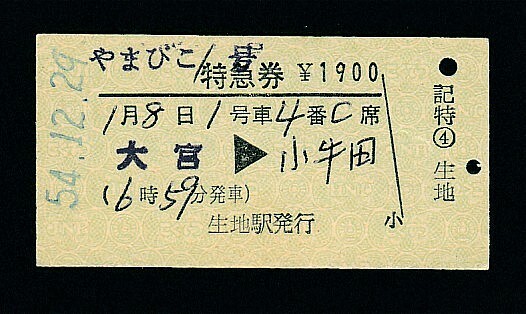 やまびこ1号
特急券 ¥1900
1月8日1号車4番C席
大宮▶小牛田
(16時59分発車)
生地駅発行
小
54.12.29
記特④生地